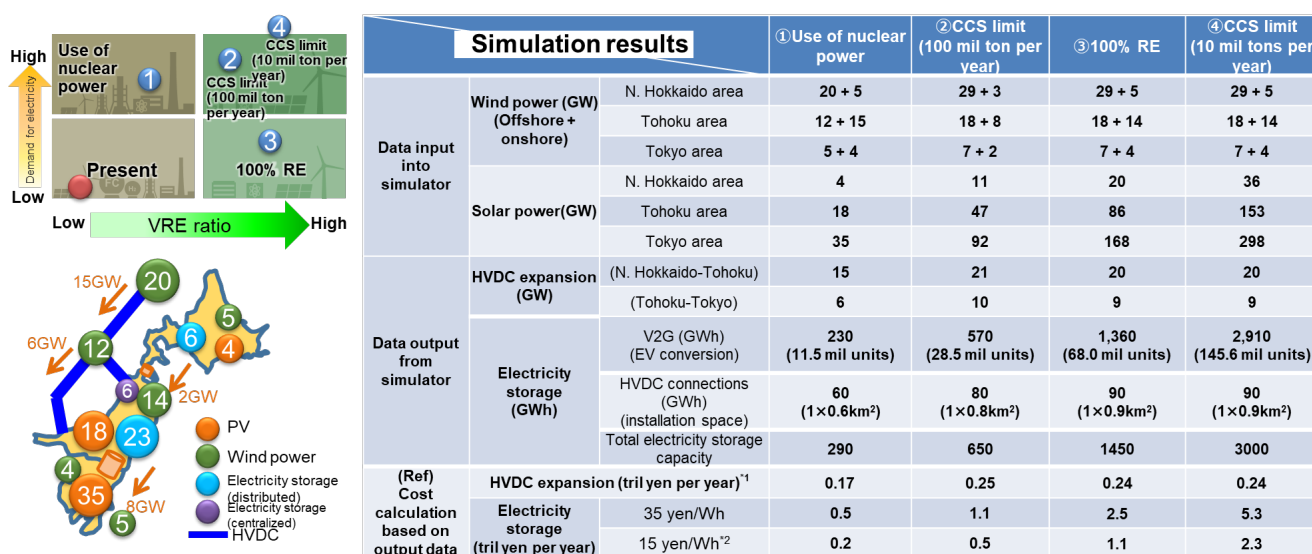 High
Demand for electricity
Low
Use of
nuclear
power
①
④
CCS limit
(10 mil ton per
year)
②
CCS limit
(100 mil ton
per year)
Present
③
100% RE
Low
VRE ratio
High
15GW
20
6GW
12
6
5
4
6
14
2GW
18
23
4
35
8GW
5
PV
Wind power
Electricity storage
(distributed)
Electricity storage
(centralized)
HVDC
Simulation results
①Use of nuclear
power
②CCS limit
(100 mil ton per
year)
③100% RE
④CCS limit
(10 mil tons per
year)
Data input
into
simulator
Wind power (GW)
(Offshore +
onshore)
N. Hokkaido area 20 + 5 29 + 3 29 + 5 29 + 5
Tohoku area 12 + 15 18 + 8 18 + 14 18 + 14
Tokyo area 5 + 4 7 + 2 7 + 4 7 + 4
Solar power(GW)
N. Hokkaido area 4 11 20 36
Tohoku area 18 47 86 153
Tokyo area 35 92 168 298
Data output
from
simulator
HVDC expansion
(GW)
(N. Hokkaido-Tohoku) 15 21 20 20
(Tohoku-Tokyo) 6 10 9 9
Electricity
storage
(GWh)
V2G (GWh) 230 570 1,360 2,910
(EV conversion) (11.5 mil units) (28.5 mil units) (68.0 mil units) (145.6 mil units)
HVDC connections
(GWh) 60 80 90 90
(installation space) (1×0.6km²) (1×0.8km²) (1×0.9km²) (1×0.9km²)
Total electricity storage
capacity 290 650 1450 3000
(Ref)
Cost
calculation
based on
output data
HVDC expansion (tril yen per year)*1 0.17 0.25 0.24 0.24
Electricity
storage
(tril yen per year)
35 yen/Wh 0.5 1.1 2.5 5.3
15 yen/Wh*2 0.2 0.5 1.1 2.3